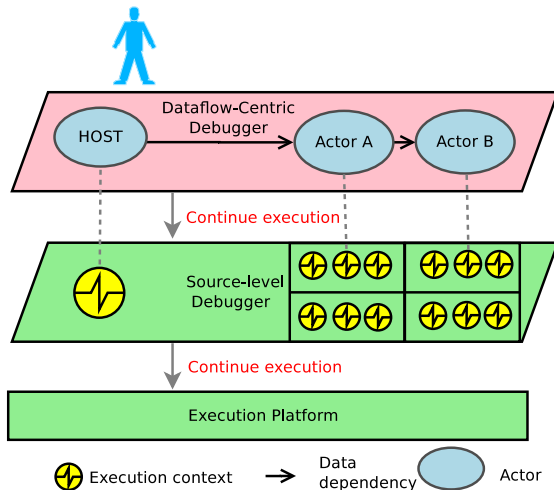 Dataflow-Centric
Debugger
HOST
Actor A
Actor B
Continue execution
Source-level
Debugger
Continue execution
Execution Platform
Execution context
Data
dependency
Actor